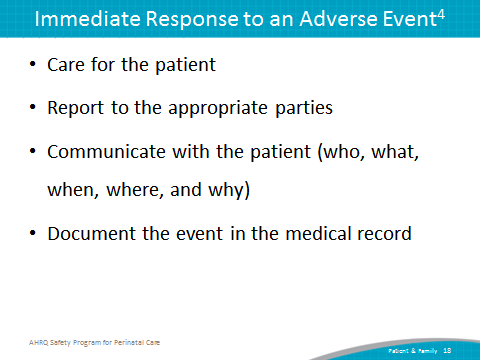 Immediate Response to an Adverse Event⁴
• Care for the patient
• Report to the appropriate parties
• Communicate with the patient (who, what,
when, where, and why)
• Document the event in the medical record
AHRQ Safety Program for Perinatal Care
Patient & Family 18